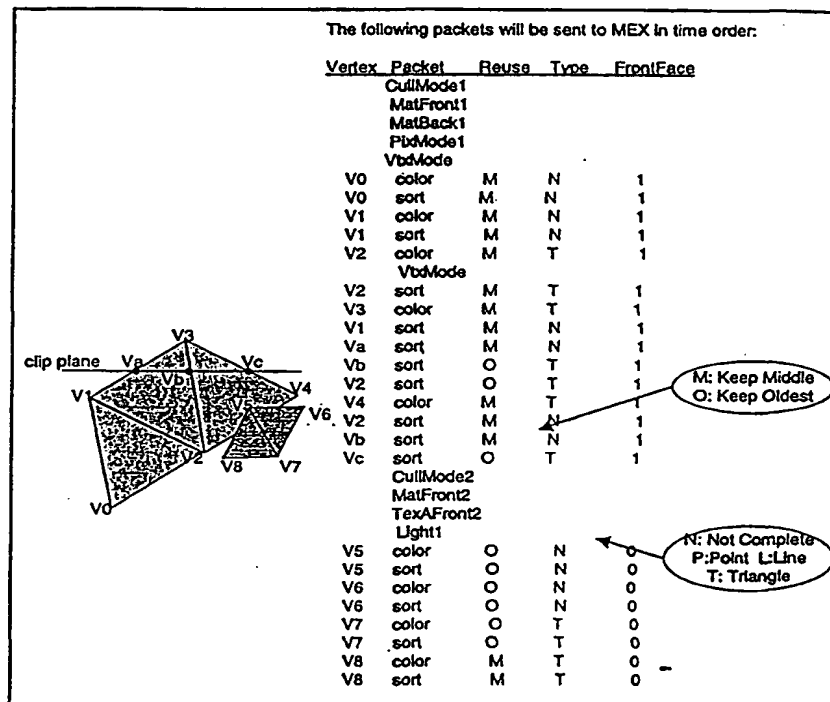 The following packets will be sent to MEX in time order:
Vertex Packet Reuse Type FrontFace
CullMode1
MatFront1
MatBack1
PixMode1
VtxMode
V0 color M N 1
V0 sort M N 1
V1 color M N 1
V1 sort M N 1
V2 color M T 1
VtxMode
V2 sort M T 1
V3 color M T 1
V1 sort M N 1
Va sort M N 1
Vb sort O T 1
V2 sort O T 1
V4 color M T 1
V2 sort M N 1
Vb sort M N 1
Vc sort O T 1
CullMode2
MatFront2
TexAFront2
Light1
V5 color O N 0
V5 sort O N 0
V6 color O N 0
V6 sort O N 0
V7 color O T 0
V7 sort O T 0
V8 color M T 0
V8 sort M T 0
M: Keep Middle
O: Keep Oldest
N: Not Complete
P:Point L:Line
T: Triangle
V3
clip plane
Va
Vc
Vb
V1
V4
V6
V2
V8
V7
V0